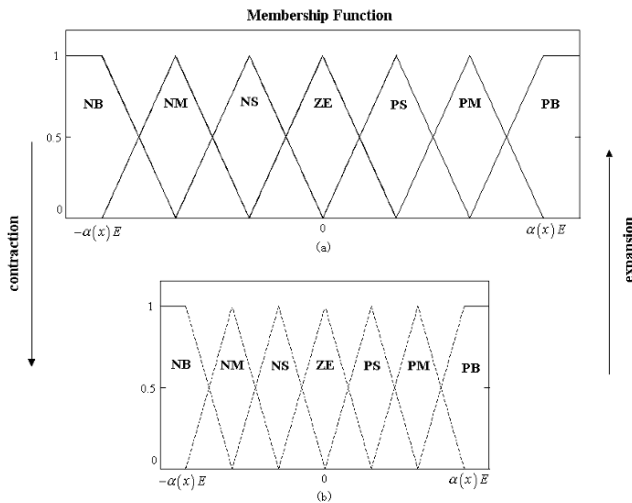 Membership Function
1
NB NM NS ZE PS PM PB
0.5
0
-α(x)E 0 α(x)E
(a)
contraction
expansion
1
NB NM NS ZE PS PM PB
0.5
0
-α(x)E 0 α(x)E
(b)